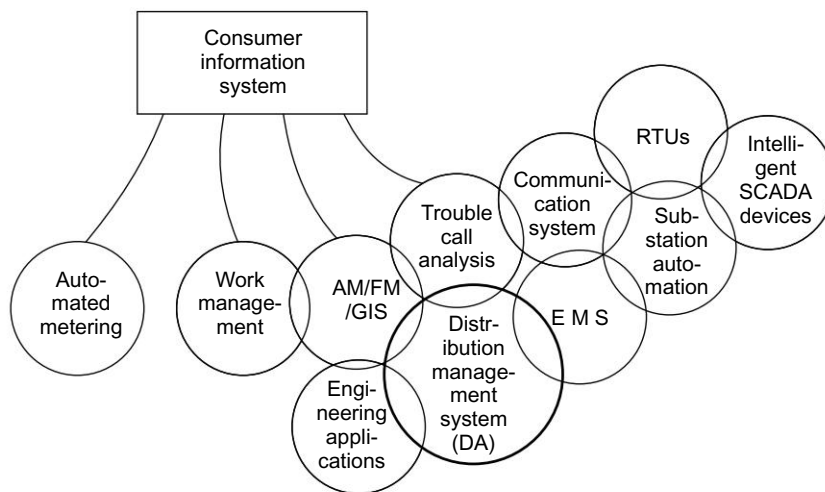 Consumer
information
system
RTUs
Intelli-
gent
SCADA
devices
Communi-
cation
system
Trouble
call
analysis
Sub-
station
auto-
mation
Auto-
mated
metering
Work
manage-
ment
AM/FM
/GIS
E M S
Distr-
ibution
manage-
ment
system
(DA)
Engi-
neering
appli-
cations